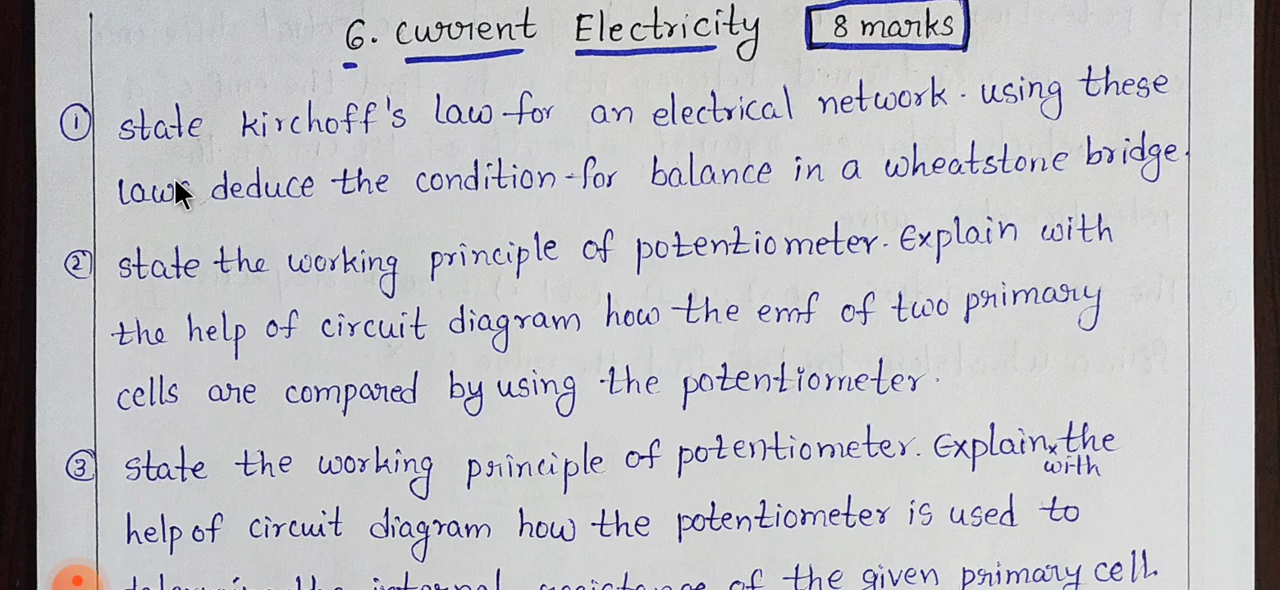 6. Current Electricity 8 marks
① state kirchoff's law for an electrical network. using these
laws deduce the condition for balance in a wheatstone bridge.
② state the working principle of potentiometer. Explain with
the help of circuit diagram how the emf of two primary
cells are compared by using the potentiometer.
③ state the working principle of potentiometer. Explain x the
with
help of circuit diagram how the potentiometer is used to
the internal resistance of the given primary cell.